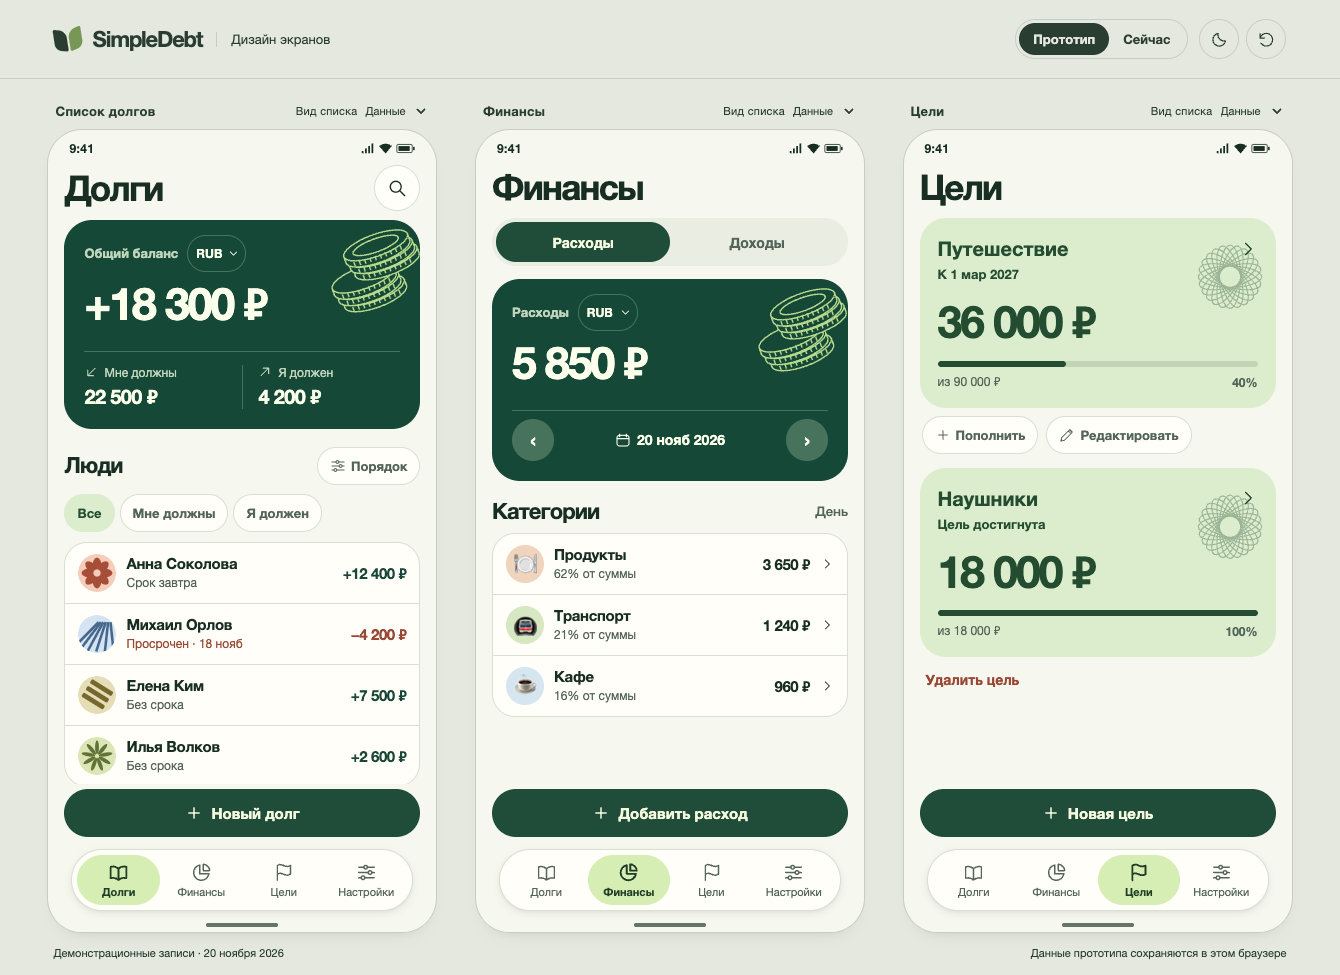 SimpleDebt
Дизайн экранов
Прототип
Сейчас
Список долгов
Вид списка
Данные
9:41
Долги
Общий баланс
RUB
+18 300 ₽
Мне должны
22 500 ₽
Я должен
4 200 ₽
Люди
Порядок
Все
Мне должны
Я должен
Анна Соколова
Срок завтра
+12 400 ₽
Михаил Орлов
Просрочен · 18 нояб
−4 200 ₽
Елена Ким
Без срока
+7 500 ₽
Илья Волков
Без срока
+2 600 ₽
Новый долг
Долги
Финансы
Цели
Настройки
Финансы
Вид списка
Данные
9:41
Финансы
Расходы
Доходы
Расходы
RUB
5 850 ₽
20 нояб 2026
Категории
День
Продукты
62% от суммы
3 650 ₽
Транспорт
21% от суммы
1 240 ₽
Кафе
16% от суммы
960 ₽
Добавить расход
Долги
Финансы
Цели
Настройки
Цели
Вид списка
Данные
9:41
Цели
Путешествие
К 1 мар 2027
36 000 ₽
из 90 000 ₽
40%
Пополнить
Редактировать
Наушники
Цель достигнута
18 000 ₽
из 18 000 ₽
100%
Удалить цель
Новая цель
Долги
Финансы
Цели
Настройки
Демонстрационные записи · 20 ноября 2026
Данные прототипа сохраняются в этом браузере